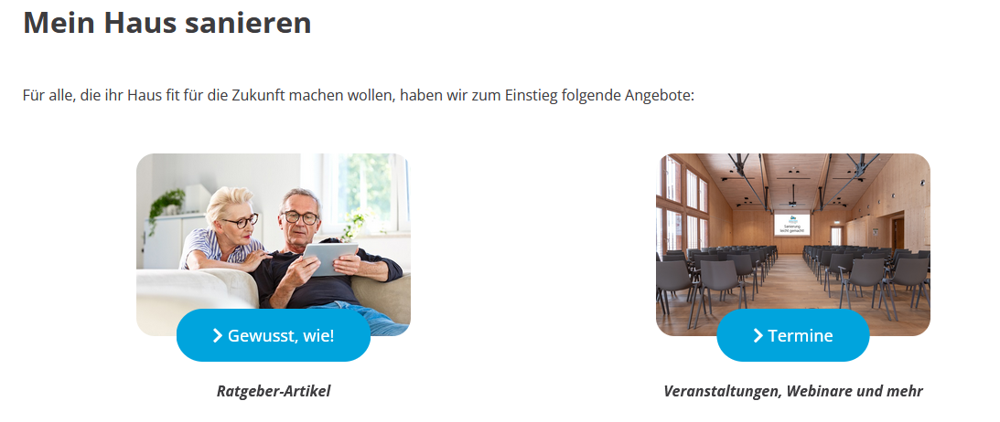 Mein Haus sanieren
Für alle, die ihr Haus fit für die Zukunft machen wollen, haben wir zum Einstieg folgende Angebote:
Sanierung
leicht gemacht!
Gewusst, wie!
Termine
Ratgeber-Artikel
Veranstaltungen, Webinare und mehr